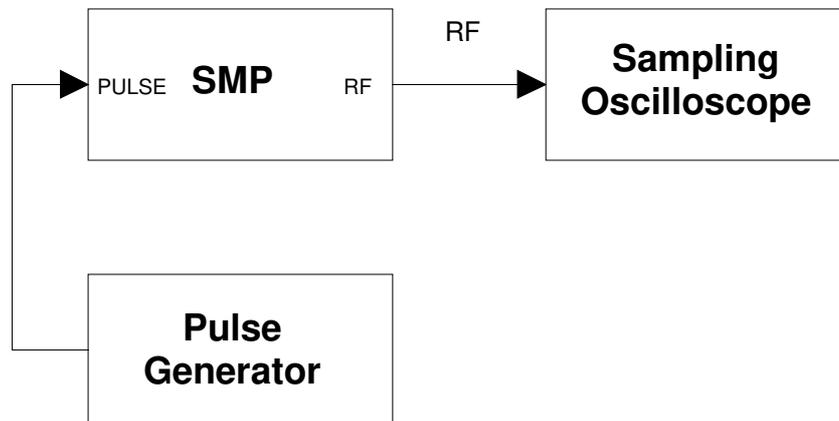 RF
PULSE SMP RF
Sampling
Oscilloscope
Pulse
Generator